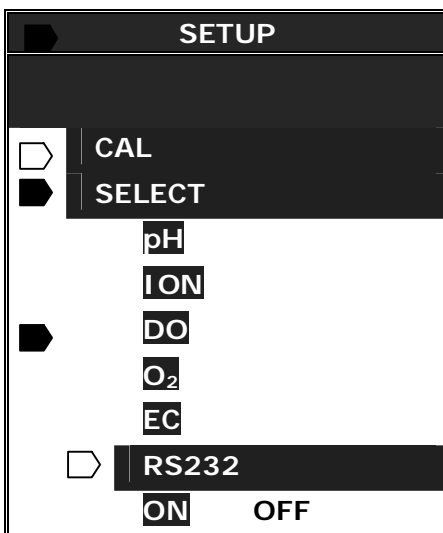 SETUP
CAL
SELECT
pH
ION
DO
O₂
EC
RS232
ON OFF